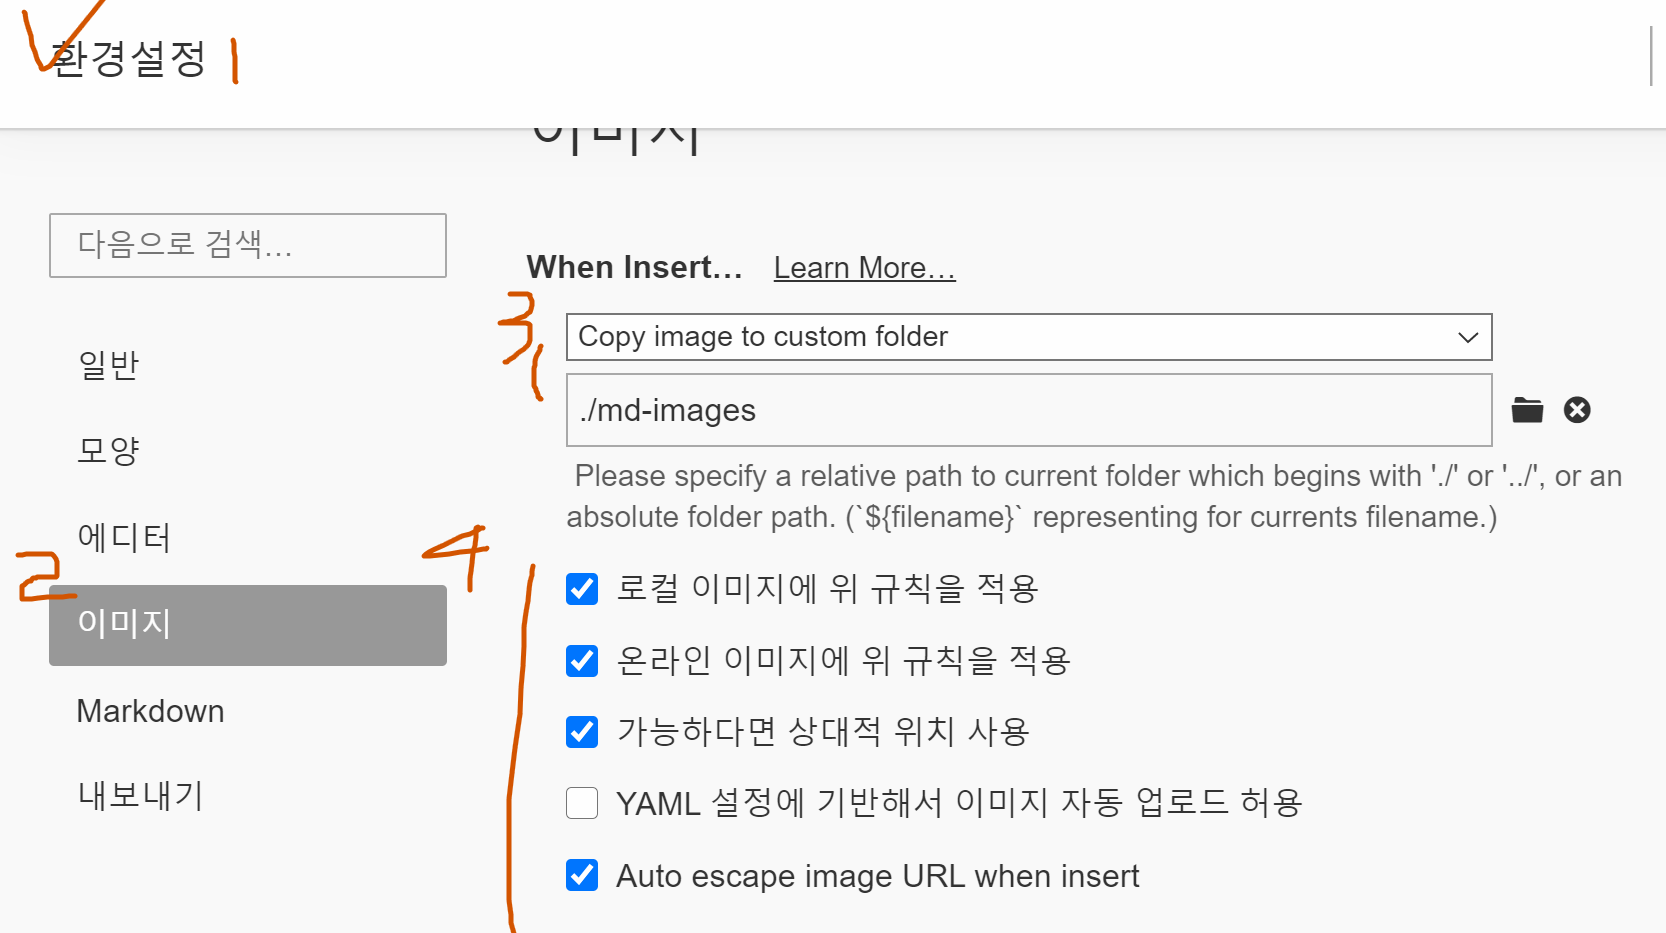 환경설정 1
이미지
다음으로 검색...
When Insert... Learn More...
3
1
Copy image to custom folder
./md-images
Please specify a relative path to current folder which begins with './' or '../', or an
absolute folder path. (`${filename}` representing for currents filename.)
일반
모양
에디터
2
이미지
Markdown
내보내기
4
로컬 이미지에 위 규칙을 적용
온라인 이미지에 위 규칙을 적용
가능하다면 상대적 위치 사용
YAML 설정에 기반해서 이미지 자동 업로드 허용
Auto escape image URL when insert